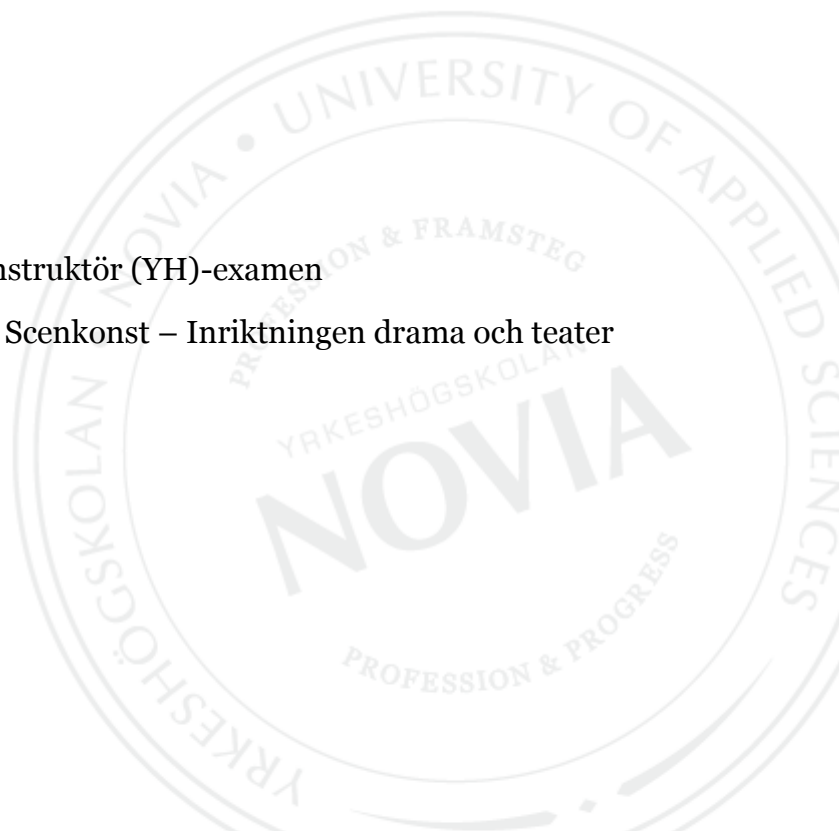 nstruktör (YH)-examen
Scenkonst – Inriktningen drama och teater
YRKESHÖGSKOLAN NOVIA • UNIVERSITY OF APPLIED SCIENCES
PROFESSION & FRAMSTEG
YRKESHÖGSKOLAN
NOVIA
PROFESSION & PROGRESS